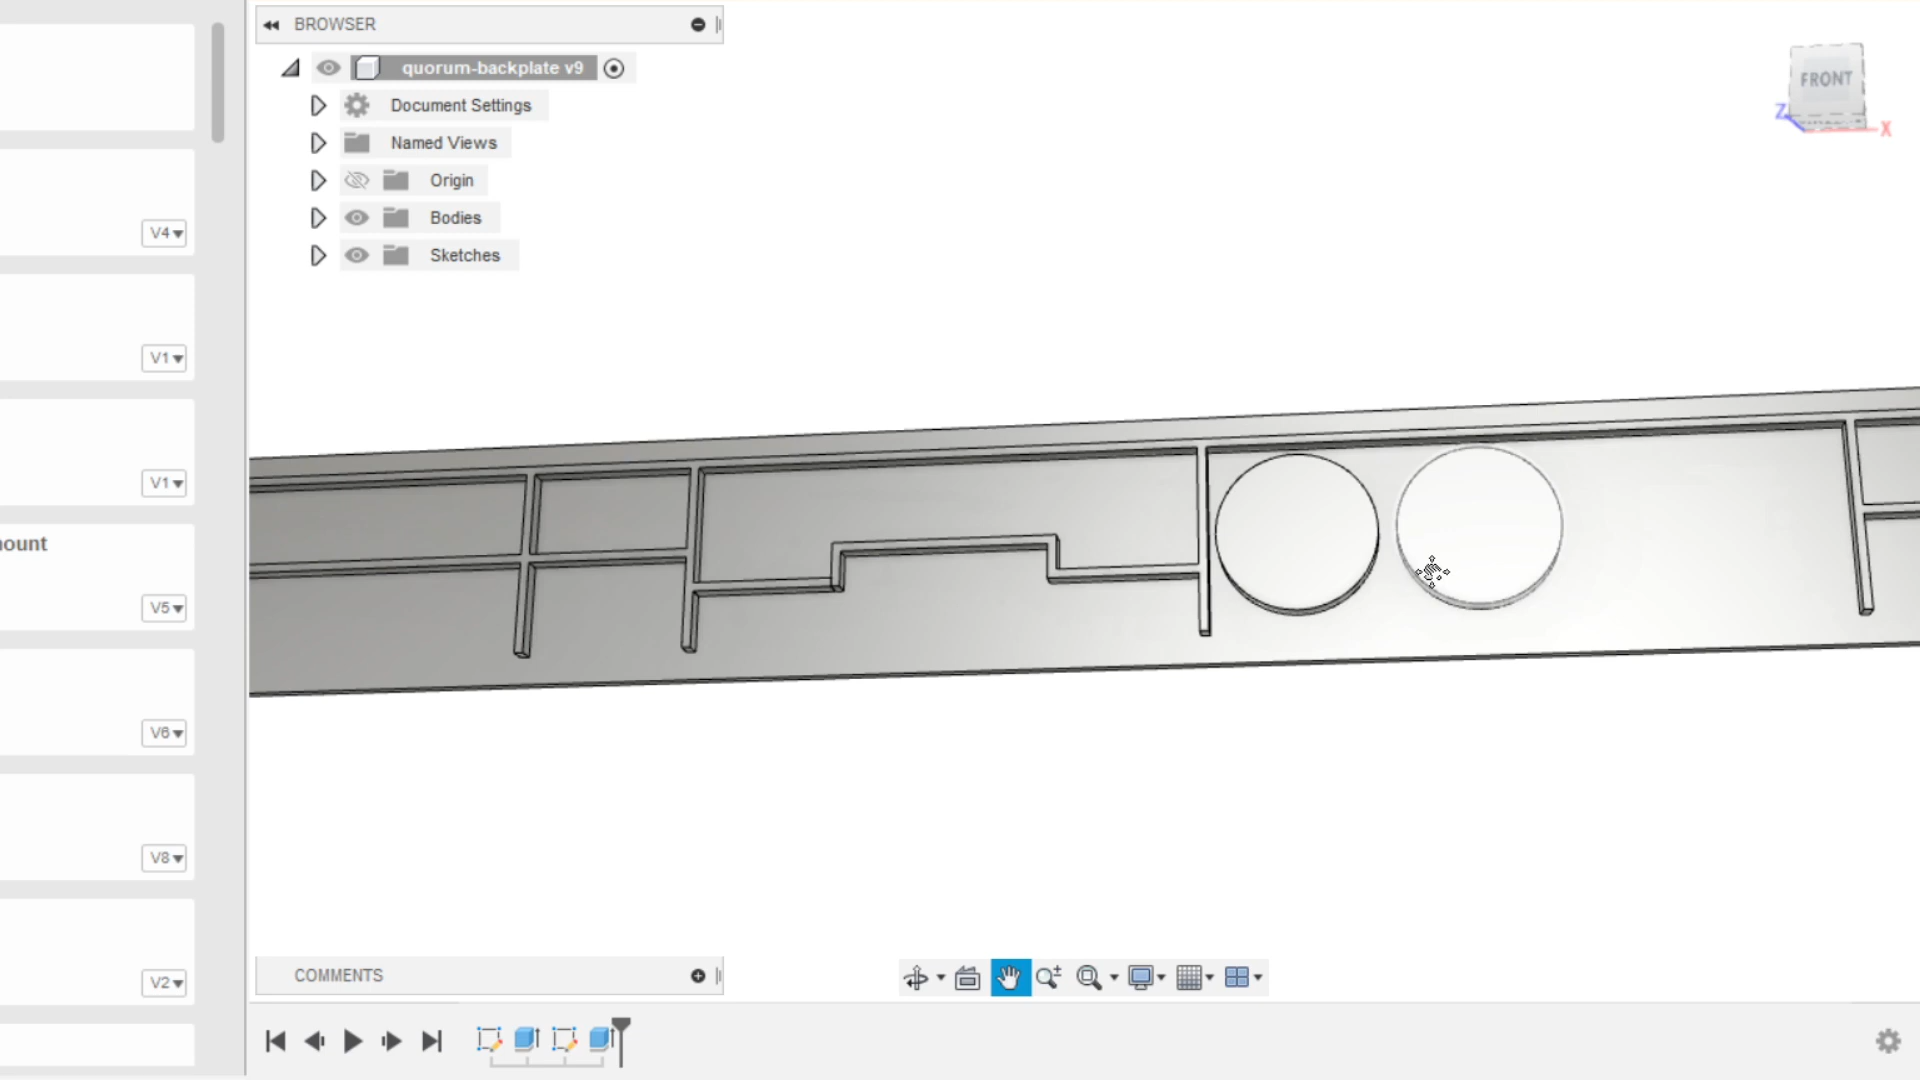 BROWSER
quorum-backplate v9
Document Settings
Named Views
Origin
Bodies
Sketches
FRONT
Z
X
V4
V1
V1
ount
V5
V6
V8
V2
COMMENTS